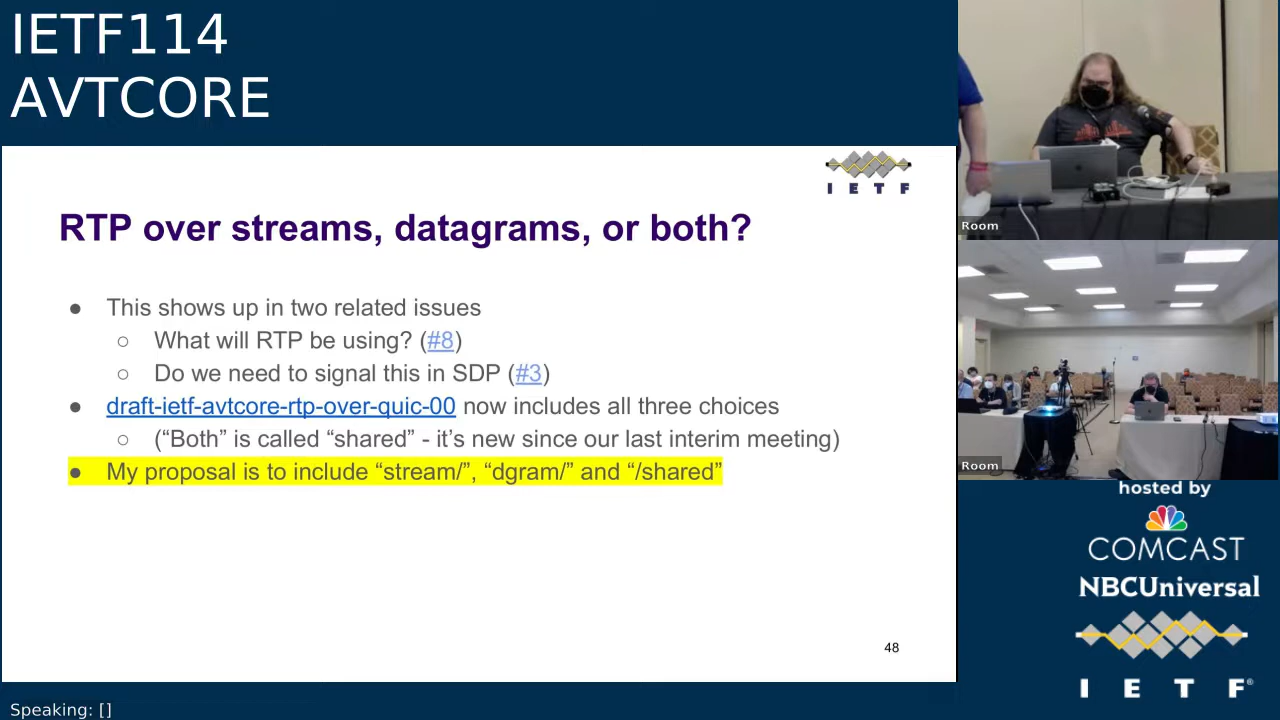 IETF114
AVTCORE
I E T F
RTP over streams, datagrams, or both?
● This shows up in two related issues
○ What will RTP be using? (#8)
○ Do we need to signal this in SDP (#3)
● draft-ietf-avtcore-rtp-over-quic-00 now includes all three choices
○ (“Both” is called “shared” - it’s new since our last interim meeting)
● My proposal is to include “stream/”, “dgram/” and “/shared”
48
Speaking: []
Room
Room
hosted by
COMCAST
NBCUniversal
I E T F®